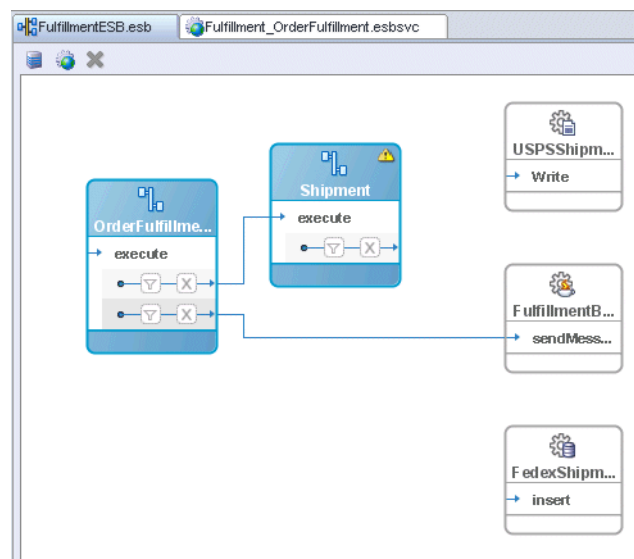 FulfillmentESB.esb
Fulfillment_OrderFulfillment.esbsvc
USPSShipm...
Write
Shipment
execute
OrderFulfillme...
execute
FulfillmentB...
sendMess...
FedexShipm...
insert